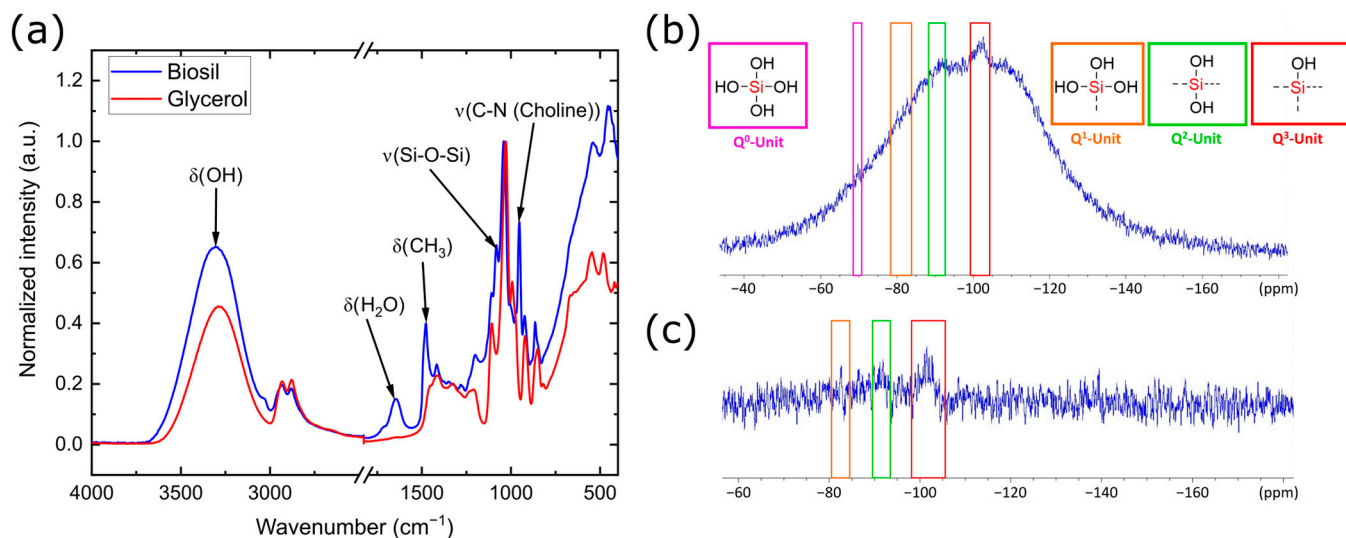 (a)
Biosil
Glycerol
δ(OH)
ν(C-N (Choline))
ν(Si-O-Si)
δ(CH₃)
δ(H₂O)
Normalized intensity (a.u.)
1.2
1.0
0.8
0.6
0.4
0.2
0.0
4000 3500 3000 1500 1000 500
Wavenumber (cm⁻¹)
(b)
OH
HO Si OH
OH
Q⁰-Unit
OH
HO Si OH
Q¹-Unit
OH
Si
OH
Q²-Unit
OH
Si
Q³-Unit
−40 −60 −80 −100 −120 −140 −160 (ppm)
(c)
−60 −80 −100 −120 −140 −160 (ppm)